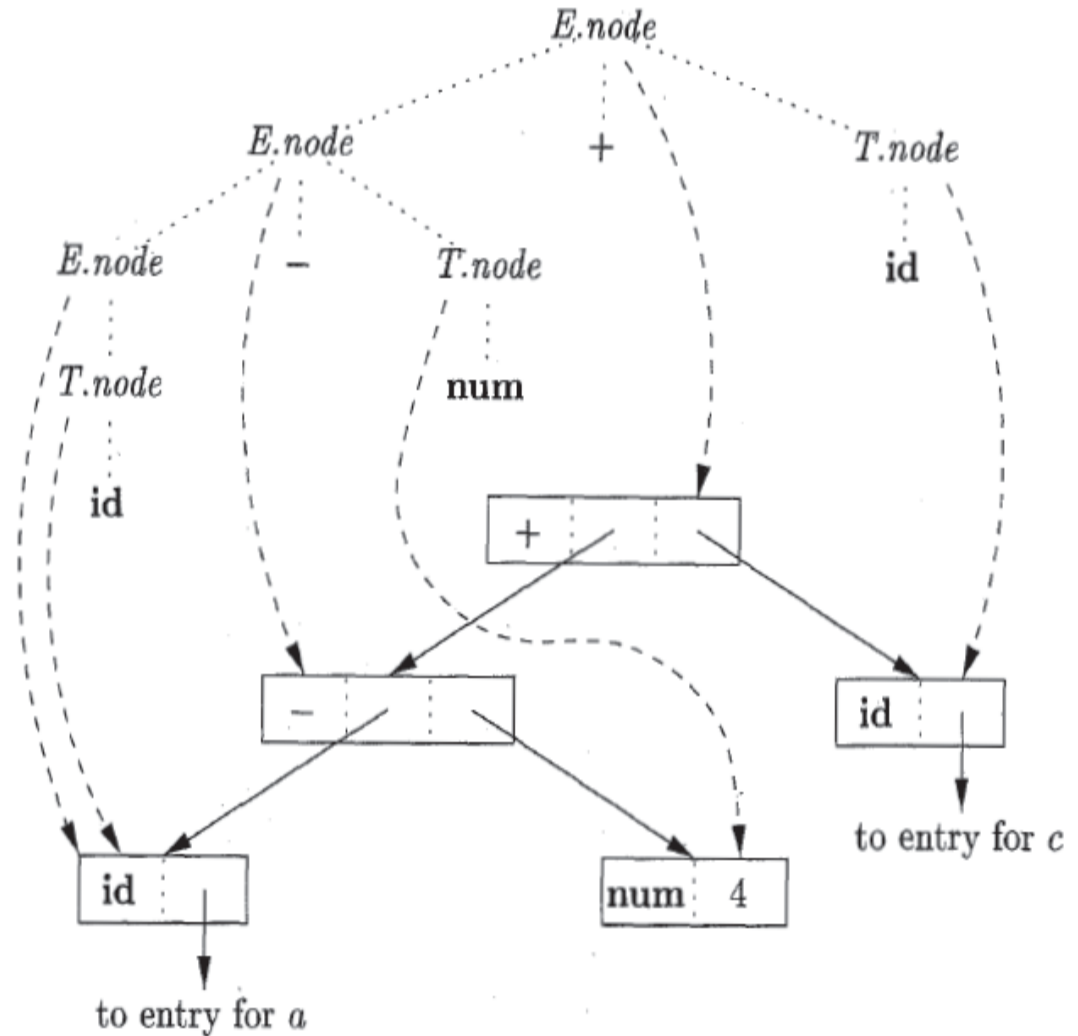 E.node
E.node + T.node
E.node − T.node id
T.node num
id
+
− id
to entry for c
id num 4
to entry for a